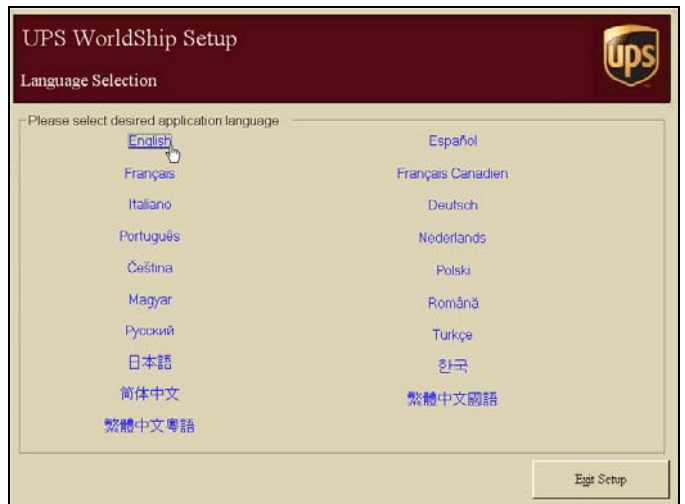 UPS WorldShip Setup
ups
Language Selection
Please select desired application language
English Español
Français Français Canadien
Italiano Deutsch
Português Nederlands
Čeština Polski
Magyar Română
Русский Türkçe
日本語 한국
简体中文 繁體中文國語
繁體中文粵語
Exit Setup